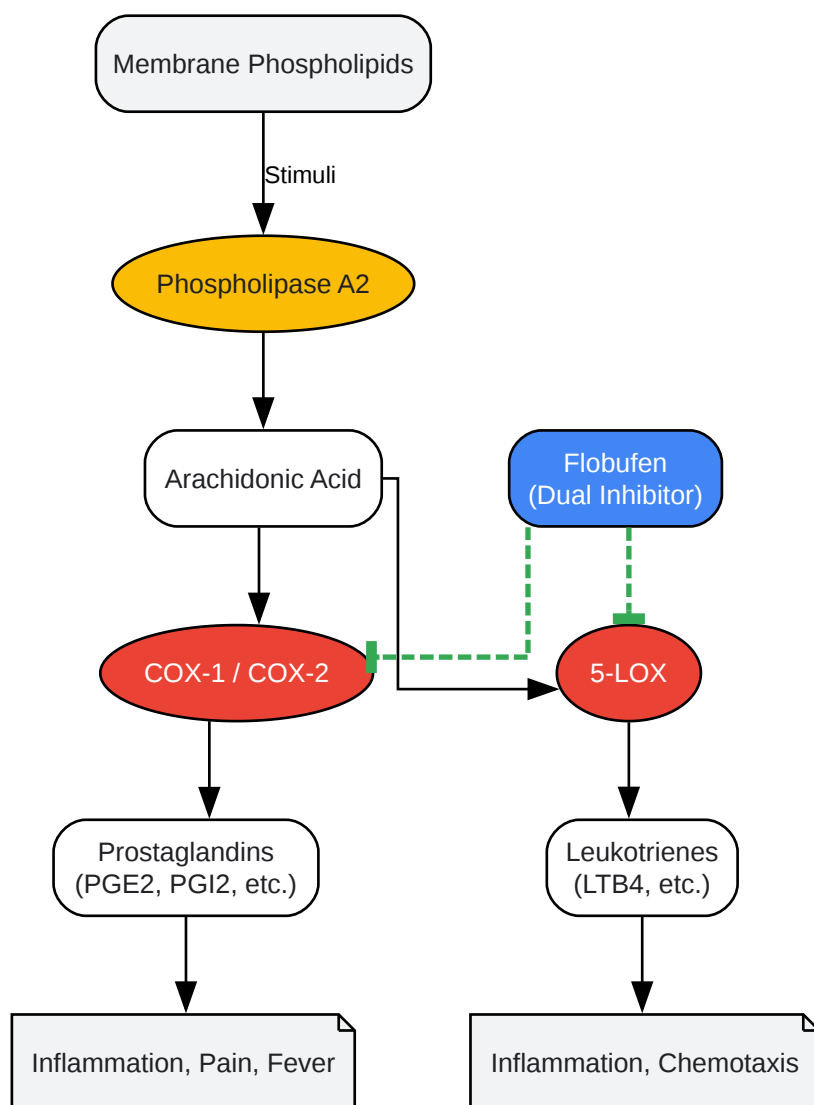 Membrane Phospholipids
Stimuli
Phospholipase A2
Arachidonic Acid
Flobufen
(Dual Inhibitor)
COX-1 / COX-2
5-LOX
Prostaglandins
(PGE2, PGI2, etc.)
Leukotrienes
(LTB4, etc.)
Inflammation, Pain, Fever
Inflammation, Chemotaxis